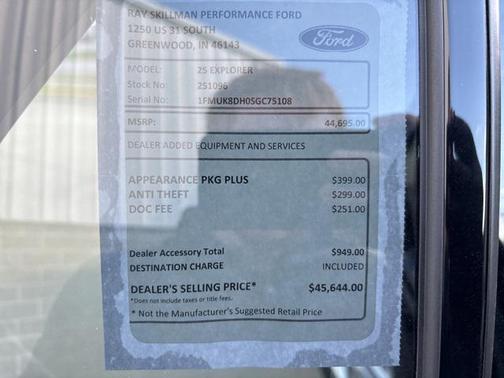 RAY SKILLMAN PERFORMANCE FORD
1250 US 31 SOUTH
GREENWOOD, IN 46143
Ford
MODEL: 25 EXPLORER
Stock No: 251096
Serial No: 1FMUK8DH0SGC75108
MSRP: 44,695.00
DEALER ADDED EQUIPMENT AND SERVICES
APPEARANCE PKG PLUS $399.00
ANTI THEFT $299.00
DOC FEE $251.00
Dealer Accessory Total $949.00
DESTINATION CHARGE INCLUDED
DEALER'S SELLING PRICE* $45,644.00
*Does not include taxes or title fees.
* Not the Manufacturer's Suggested Retail Price